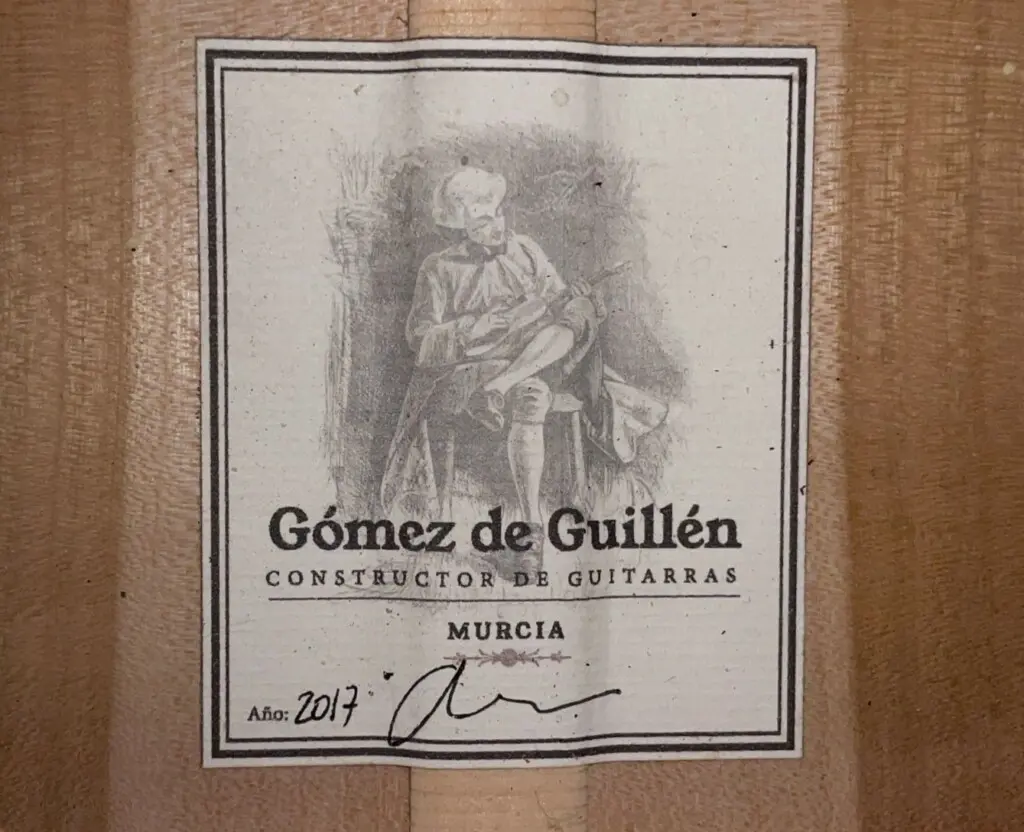 Gómez de Guillén
CONSTRUCTOR DE GUITARRAS
MURCIA
Año: 2017